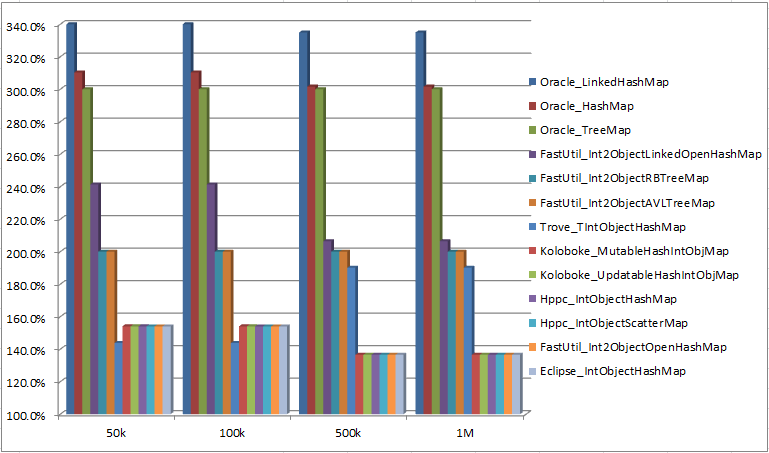 340.0%
320.0%
300.0%
280.0%
260.0%
240.0%
220.0%
200.0%
180.0%
160.0%
140.0%
120.0%
100.0%
50k
100k
500k
1M
Oracle_LinkedHashMap
Oracle_HashMap
Oracle_TreeMap
FastUtil_Int2ObjectLinkedOpenHashMap
FastUtil_Int2ObjectRBTreeMap
FastUtil_Int2ObjectAVLTreeMap
Trove_TIntObjectHashMap
Koloboke_MutableHashIntObjMap
Koloboke_UpdatableHashIntObjMap
Hppc_IntObjectHashMap
Hppc_IntObjectScatterMap
FastUtil_Int2ObjectOpenHashMap
Eclipse_IntObjectHashMap